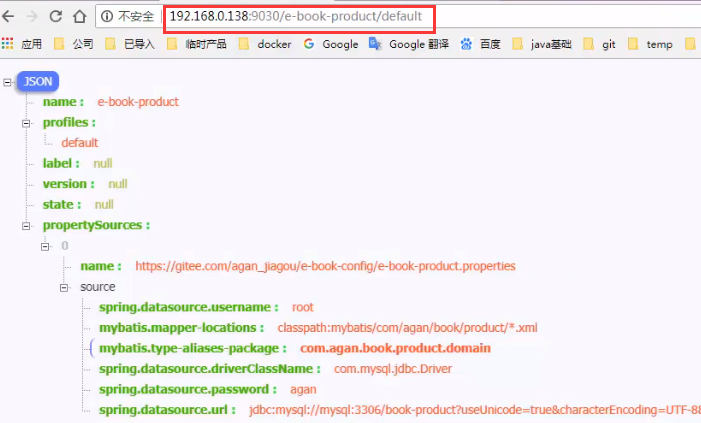 不安全 | 192.168.0.138:9030/e-book-product/default
应用 公司 已导入 临时产品 docker Google Google 翻译 百度 java基础 git temp
JSON
name : e-book-product
profiles :
default
label : null
version : null
state : null
propertySources :
0
name : https://gitee.com/agan_jiagou/e-book-config/e-book-product.properties
source
spring.datasource.username : root
mybatis.mapper-locations : classpath:mybatis/com/agan/book/product/*.xml
mybatis.type-aliases-package : com.agan.book.product.domain
spring.datasource.driverClassName : com.mysql.jdbc.Driver
spring.datasource.password : agan
spring.datasource.url : jdbc:mysql://mysql:3306/book-product?useUnicode=true&characterEncoding=UTF-8&